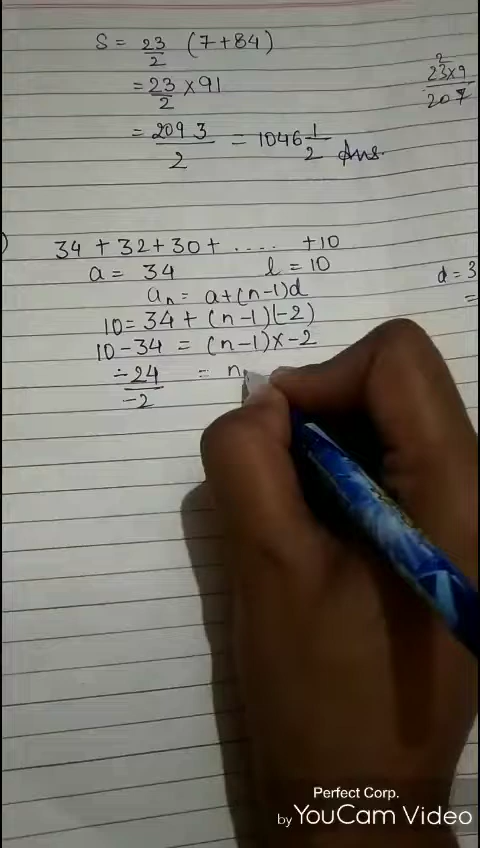 S = 23/2 (7+84)
= 23/2 × 91
= 2093/2 = 1046 1/2 Ans.
2
23×9
207
) 34 + 32 + 30 + ..... + 10
a = 34 l = 10
d = 3
=
an = a+(n-1)d
10 = 34 + (n-1)(-2)
10 - 34 = (n-1)×-2
-24/-2 = n
Perfect Corp.
by YouCam Video